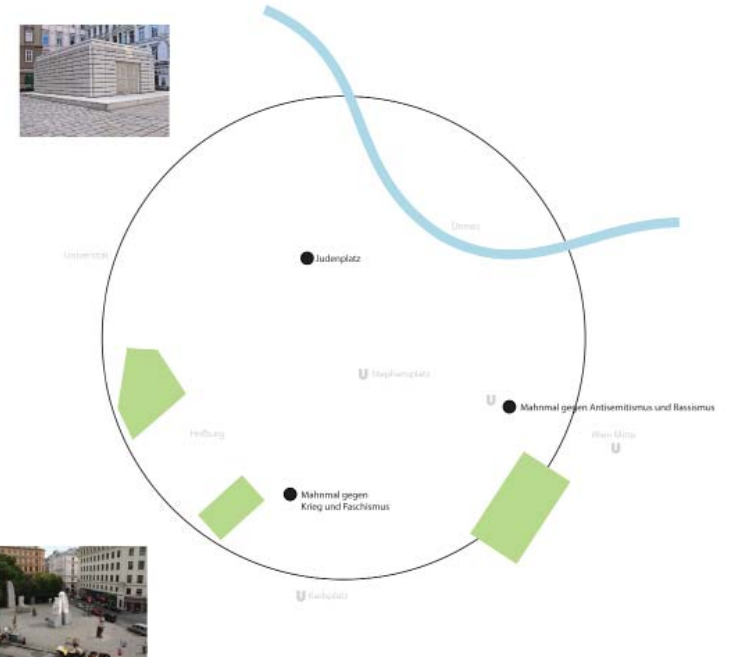 Donau
Universität
Judenplatz
U Stephansplatz
U
Mahnmal gegen Antisemitismus und Rassismus
Hofburg
Wien Mitte
U
Mahnmal gegen
Krieg und Faschismus
U Karlsplatz